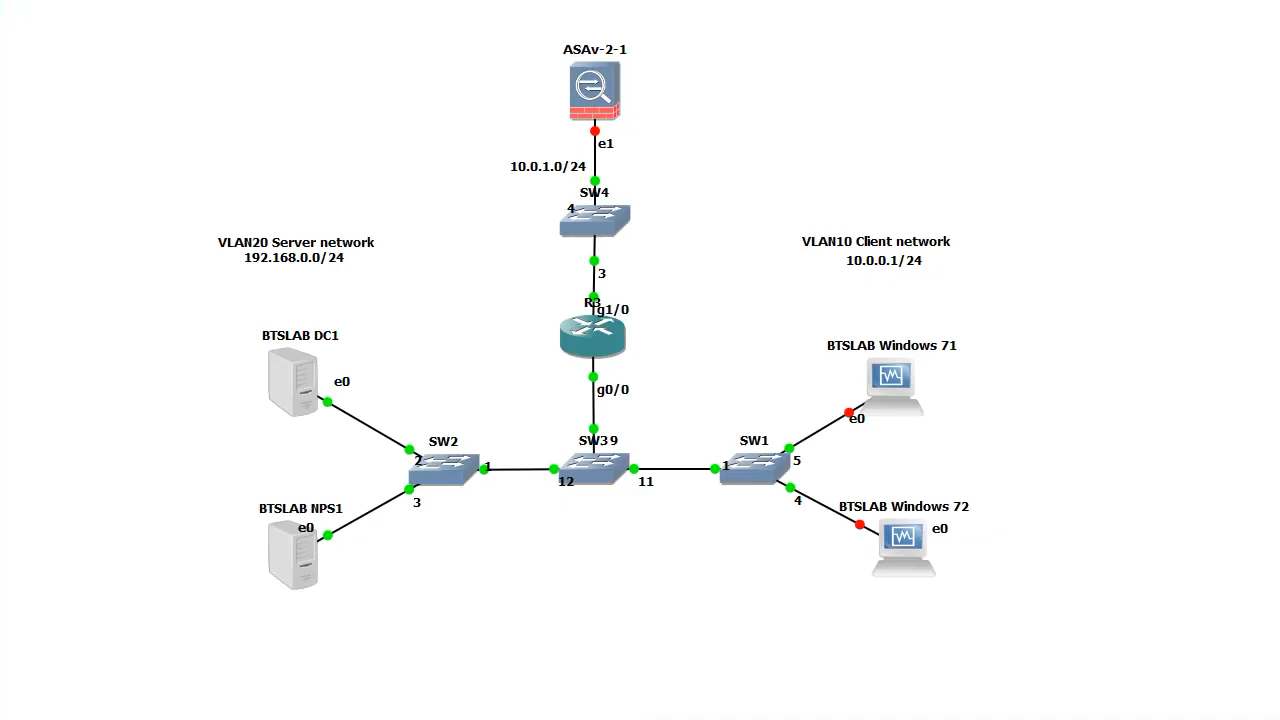 ASAv-2-1
e1
10.0.1.0/24
SW4
4
3
VLAN20 Server network
192.168.0.0/24
VLAN10 Client network
10.0.0.1/24
R3
g1/0
BTSLAB DC1
e0
g0/0
BTSLAB Windows 71
e0
SW2
2
1
3
SW3 9
12
11
SW1
1
5
4
BTSLAB NPS1
e0
BTSLAB Windows 72
e0